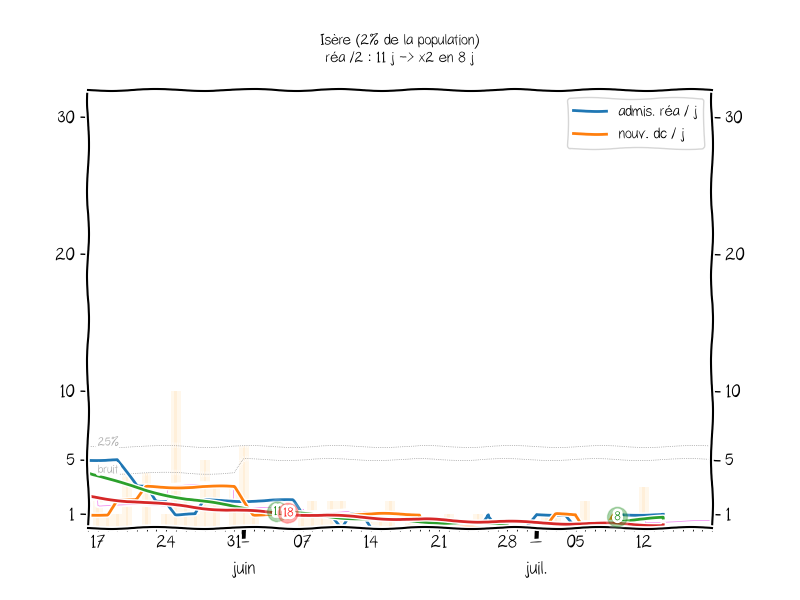 Isère (2% de la population)
réa /2 : 11 j -> x2 en 8 j
admis. réa / j
nouv. dc / j
30
30
20
20
10
10
25%
5
5
bruit
1
11
18
8
1
17 24 31 07 14 21 28 05 12
juin juil.